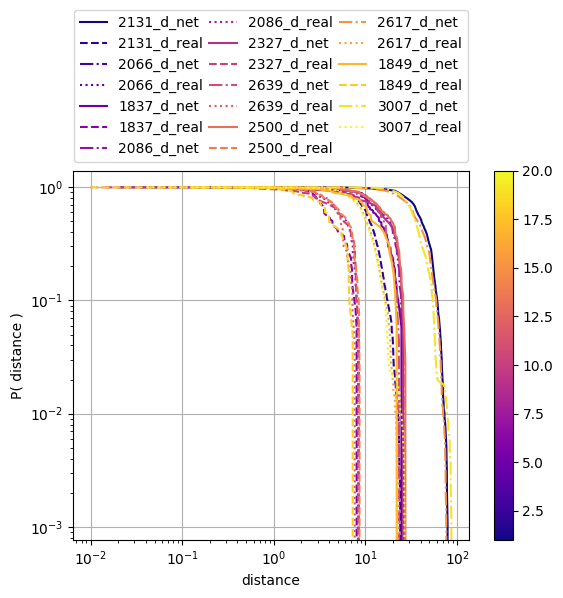 2131_d_net 2086_d_real 2617_d_net
2131_d_real 2327_d_net 2617_d_real
2066_d_net 2327_d_real 1849_d_net
2066_d_real 2639_d_net 1849_d_real
1837_d_net 2639_d_real 3007_d_net
1837_d_real 2500_d_net 3007_d_real
2086_d_net 2500_d_real
10⁰
10⁻¹
10⁻²
10⁻³
P( distance )
10⁻² 10⁻¹ 10⁰ 10¹ 10²
distance
20.0
17.5
15.0
12.5
10.0
7.5
5.0
2.5